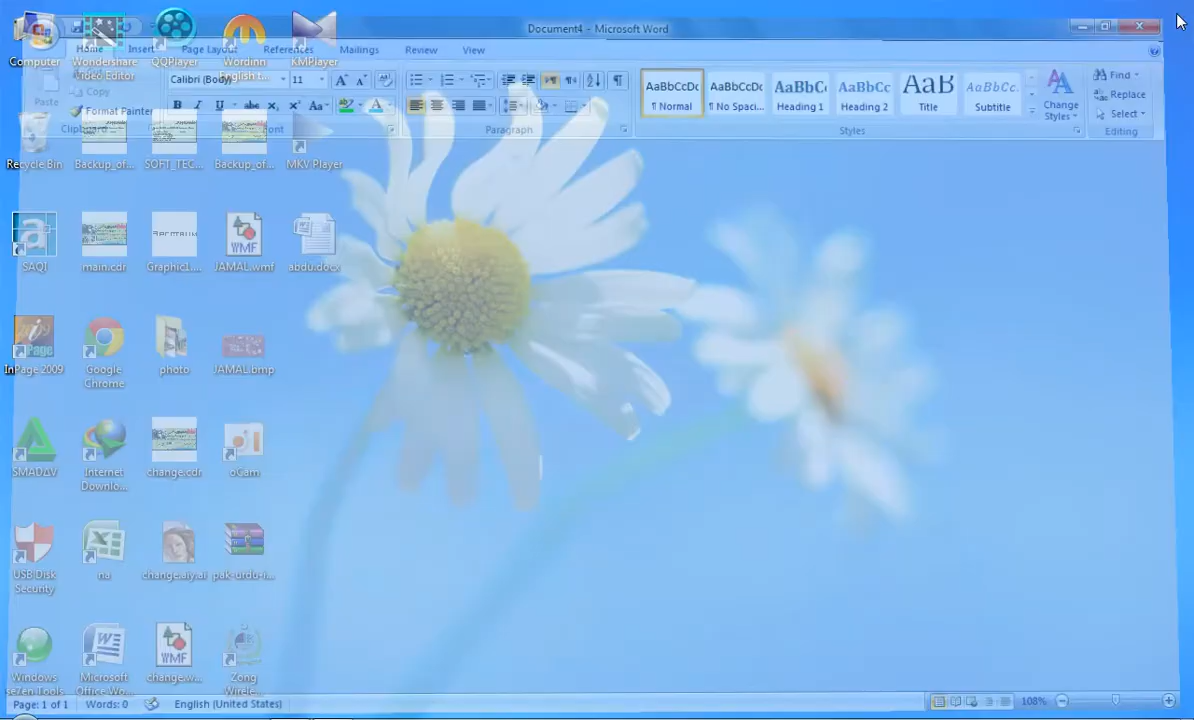 Document4 - Microsoft Word
Home Insert Page Layout References Mailings Review View
Computer
Wondershare
Video Editor
QQPlayer
Wordinn
English t...
KMPlayer
Paste
Copy
Format Painter
Calibri (Body)
11
AaBbCcDc
¶ Normal
AaBbCcDc
¶ No Spaci...
AaBbC
Heading 1
AaBbCc
Heading 2
AaB
Title
AaBbCc.
Subtitle
Change
Styles
Find
Replace
Select
Clipboard
Font
Paragraph
Styles
Editing
Recycle Bin
Backup_of...
SOFT_TEC...
Backup_of...
MKV Player
SAQI
main.cdr
Graphic1....
JAMAL.wmf
abdu.docx
InPage 2009
Google
Chrome
photo
JAMAL.bmp
SMADAV
Internet
Downlo...
change.cdr
oCam
USB Disk
Security
na
change.aiy.ai
pak-urdu-i...
Windows
se7en Tools
Microsoft
Office Wo...
change.w...
Zong
Wirele...
Page: 1 of 1
Words: 0
English (United States)
108%